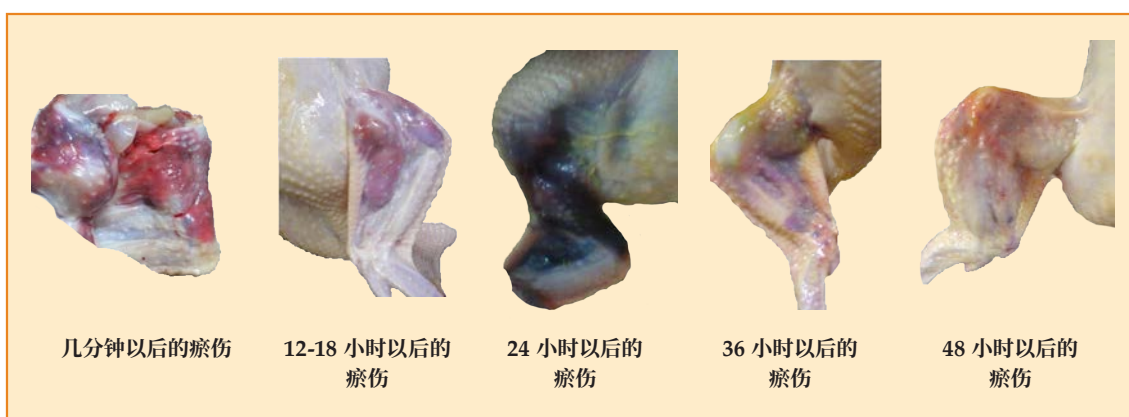 几分钟以后的瘀伤
12-18 小时以后的
瘀伤
24 小时以后的
瘀伤
36 小时以后的
瘀伤
48 小时以后的
瘀伤